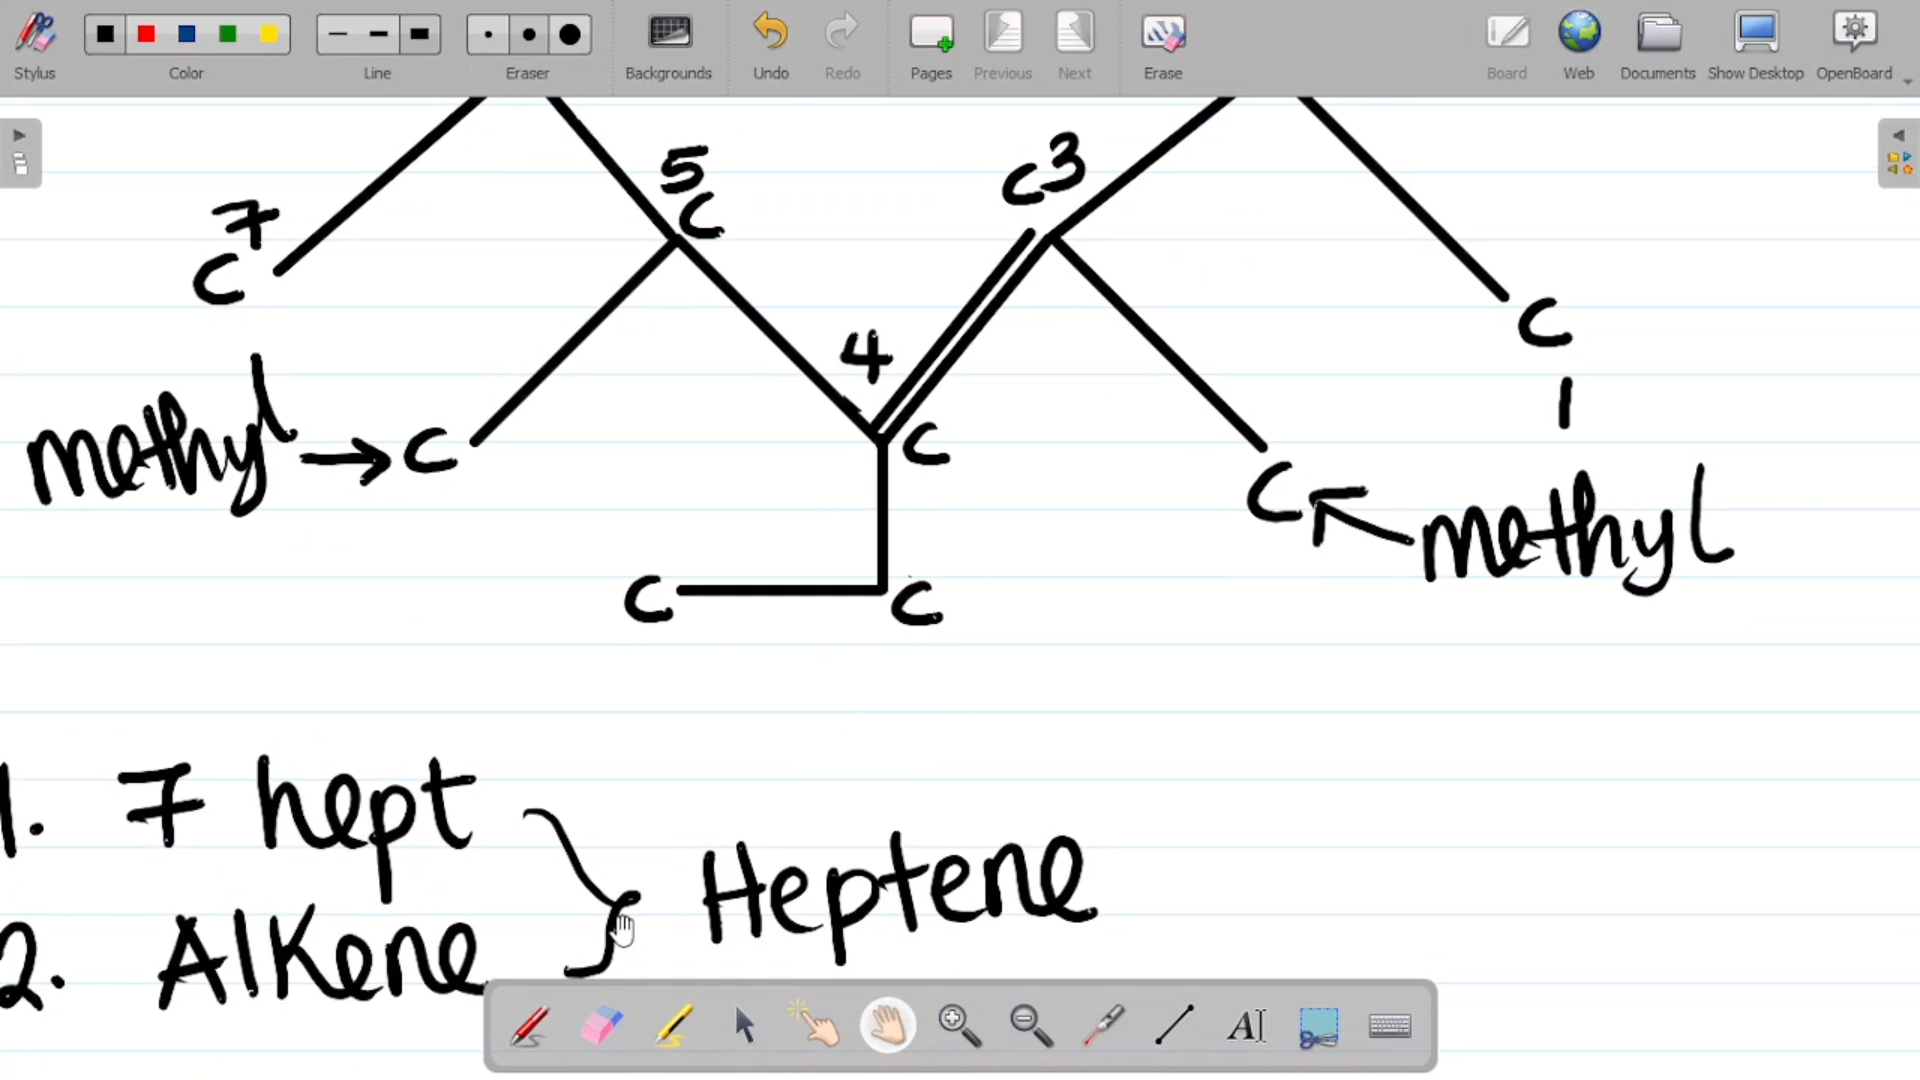 Stylus Color Line Eraser Backgrounds Undo Redo Pages Previous Next Erase Board Web Documents Show Desktop OpenBoard
5
C
C3
7
C
4
C
C
1
methyl → C
C
C ← methyl
C C
1. 7 hept
Heptene
2. Alkene
A